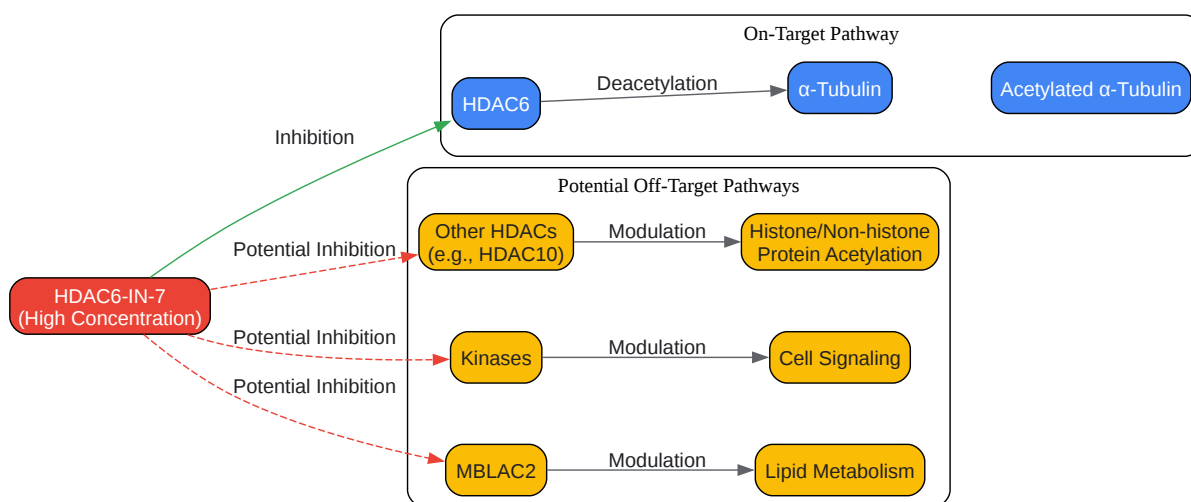 On-Target Pathway
HDAC6
Deacetylation
α-Tubulin
Acetylated α-Tubulin
Inhibition
Potential Off-Target Pathways
Other HDACs
(e.g., HDAC10)
Modulation
Histone/Non-histone
Protein Acetylation
Potential Inhibition
HDAC6-IN-7
(High Concentration)
Potential Inhibition
Kinases
Modulation
Cell Signaling
Potential Inhibition
MBLAC2
Modulation
Lipid Metabolism